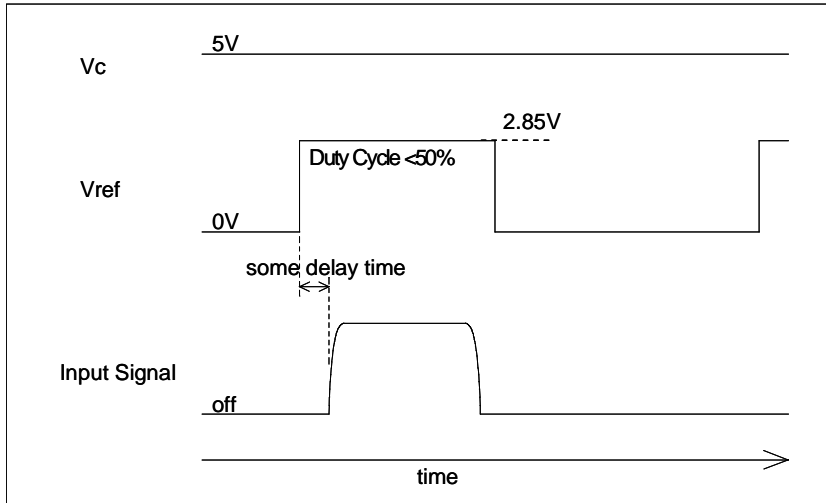 5V
Vc
2.85V
Duty Cycle <50%
Vref
0V
some delay time
Input Signal
off
time